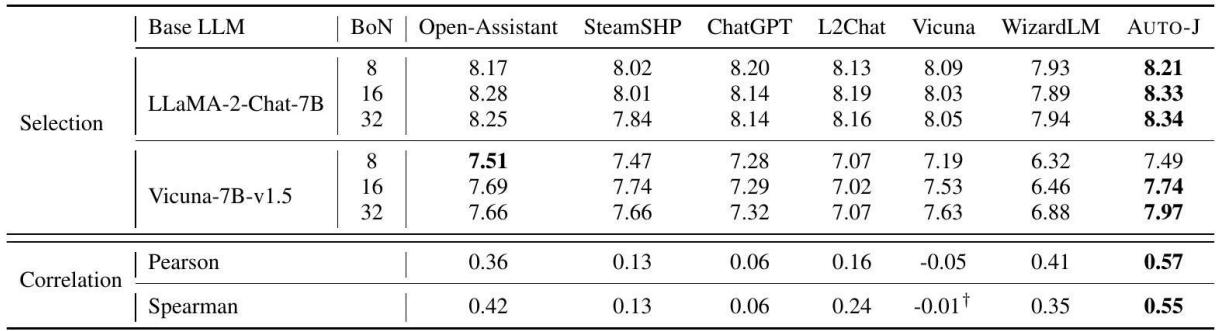 Base LLM BoN Open-Assistant SteamSHP ChatGPT L2Chat Vicuna WizardLM AUTO-J
Selection
LLaMA-2-Chat-7B
8 8.17 8.02 8.20 8.13 8.09 7.93 8.21
16 8.28 8.01 8.14 8.19 8.03 7.89 8.33
32 8.25 7.84 8.14 8.16 8.05 7.94 8.34
Vicuna-7B-v1.5
8 7.51 7.47 7.28 7.07 7.19 6.32 7.49
16 7.69 7.74 7.29 7.02 7.53 6.46 7.74
32 7.66 7.66 7.32 7.07 7.63 6.88 7.97
Correlation
Pearson 0.36 0.13 0.06 0.16 -0.05 0.41 0.57
Spearman 0.42 0.13 0.06 0.24 -0.01† 0.35 0.55